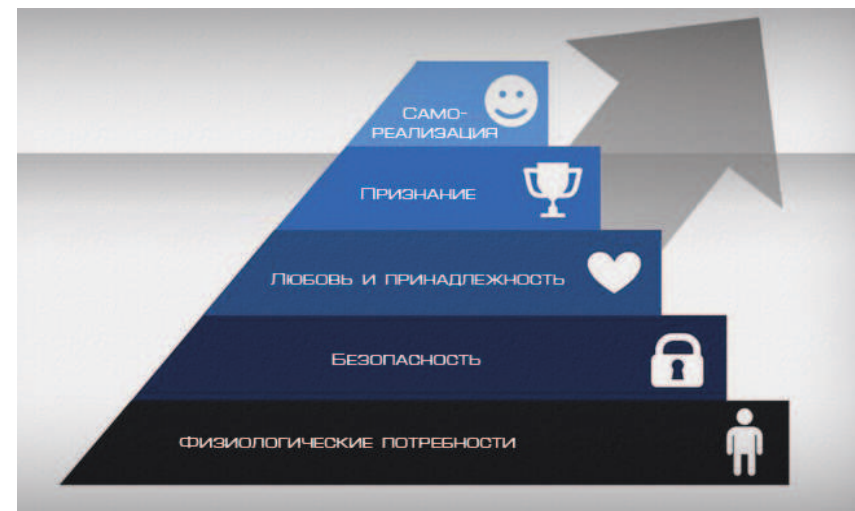 Само-
реализация
Признание
Любовь и принадлежность
Безопасность
Физиологические потребности